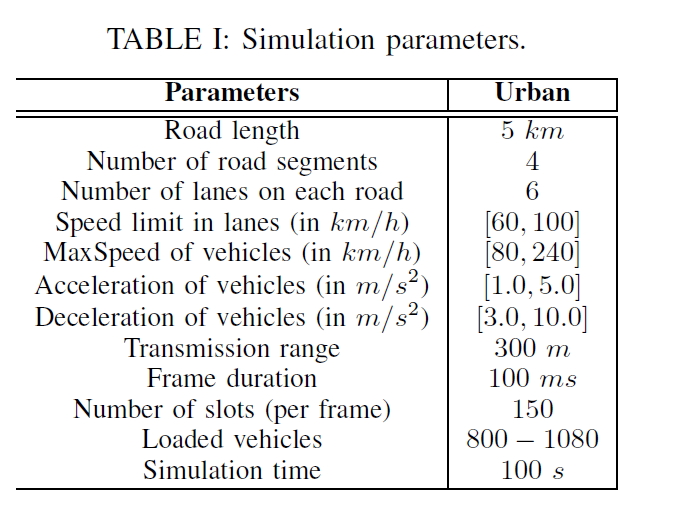 TABLE I: Simulation parameters.
Parameters Urban
Road length 5 km
Number of road segments 4
Number of lanes on each road 6
Speed limit in lanes (in km/h) [60, 100]
MaxSpeed of vehicles (in km/h) [80, 240]
Acceleration of vehicles (in m/s²) [1.0, 5.0]
Deceleration of vehicles (in m/s²) [3.0, 10.0]
Transmission range 300 m
Frame duration 100 ms
Number of slots (per frame) 150
Loaded vehicles 800 – 1080
Simulation time 100 s